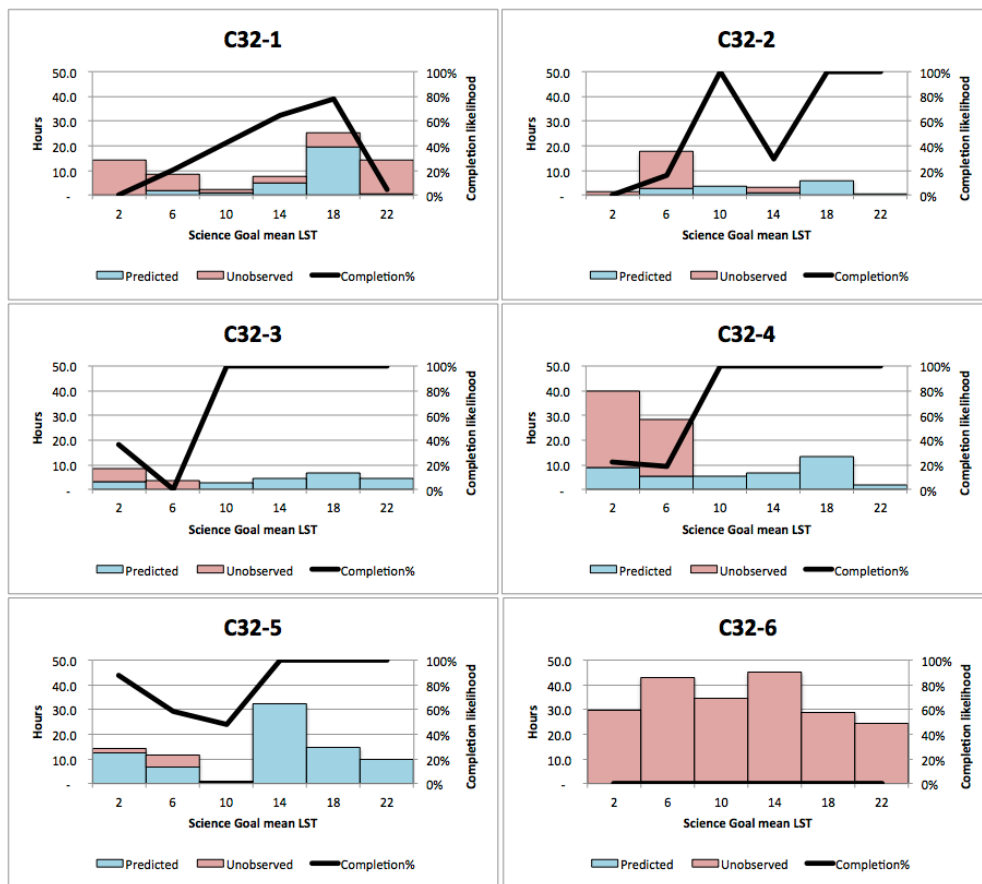 C32-1
50.0 100%
40.0 80%
30.0 60%
20.0 40%
10.0 20%
- 0%
Hours
Completion likelihood
2 6 10 14 18 22
Science Goal mean LST
Predicted Unobserved Completion%
C32-2
50.0 100%
40.0 80%
30.0 60%
20.0 40%
10.0 20%
- 0%
Hours
Completion likelihood
2 6 10 14 18 22
Science Goal mean LST
Predicted Unobserved Completion%
C32-3
50.0 100%
40.0 80%
30.0 60%
20.0 40%
10.0 20%
- 0%
Hours
Completion likelihood
2 6 10 14 18 22
Science Goal mean LST
Predicted Unobserved Completion%
C32-4
50.0 100%
40.0 80%
30.0 60%
20.0 40%
10.0 20%
- 0%
Hours
Completion likelihood
2 6 10 14 18 22
Science Goal mean LST
Predicted Unobserved Completion%
C32-5
50.0 100%
40.0 80%
30.0 60%
20.0 40%
10.0 20%
- 0%
Hours
Completion likelihood
2 6 10 14 18 22
Science Goal mean LST
Predicted Unobserved Completion%
C32-6
50.0 100%
40.0 80%
30.0 60%
20.0 40%
10.0 20%
- 0%
Hours
Completion likelihood
2 6 10 14 18 22
Science Goal mean LST
Predicted Unobserved Completion%